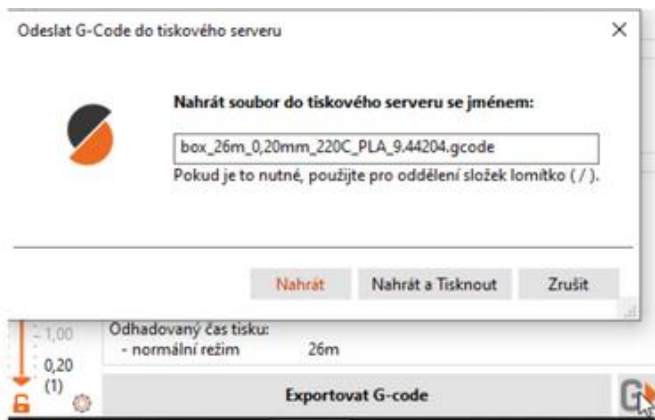 Odeslat G-Code do tiskového serveru
Nahrát soubor do tiskového serveru se jménem:
box_26m_0,20mm_220C_PLA_9.44204.gcode
Pokud je to nutné, použijte pro oddělení složek lomítko ( / ).
Nahrát Nahrát a Tisknout Zrušit
1,00
Odhadovaný čas tisku:
- normální režim 26m
0,20
(1)
Exportovat G-code
G